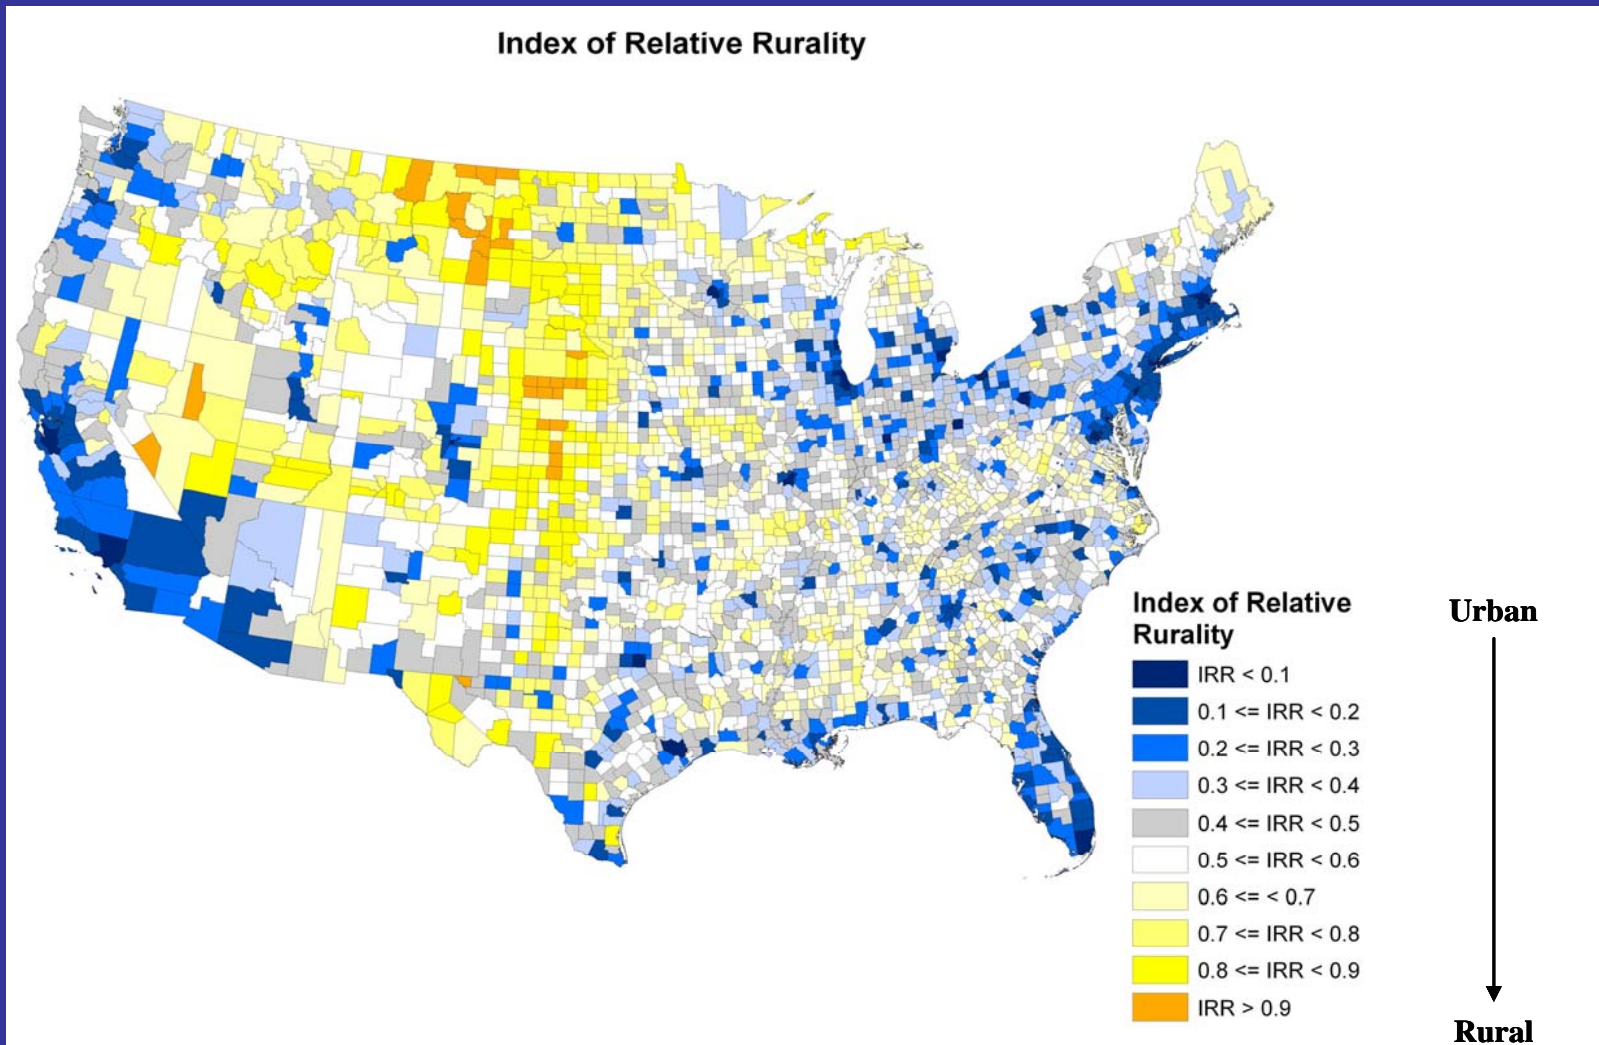 Index of Relative Rurality
Index of Relative
Rurality
IRR < 0.1
0.1 <= IRR < 0.2
0.2 <= IRR < 0.3
0.3 <= IRR < 0.4
0.4 <= IRR < 0.5
0.5 <= IRR < 0.6
0.6 <= < 0.7
0.7 <= IRR < 0.8
0.8 <= IRR < 0.9
IRR > 0.9
Urban
Rural